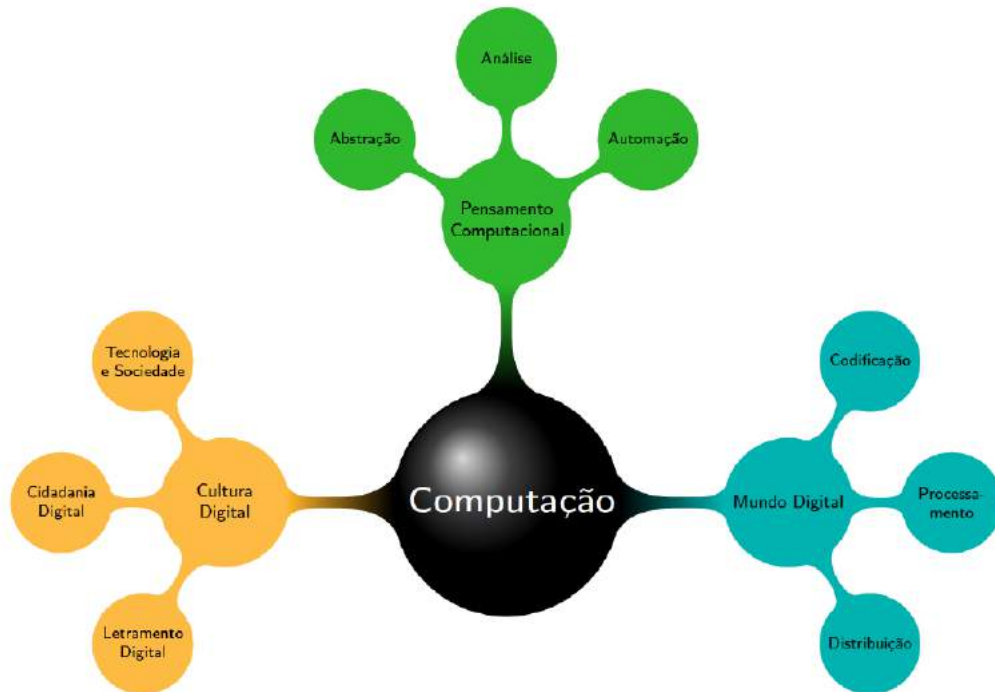 Análise
Abstração
Automação
Pensamento
Computacional
Tecnologia
e Sociedade
Codificação
Cidadania
Digital
Cultura
Digital
Computação
Mundo Digital
Processa-
mento
Letramento
Digital
Distribuição